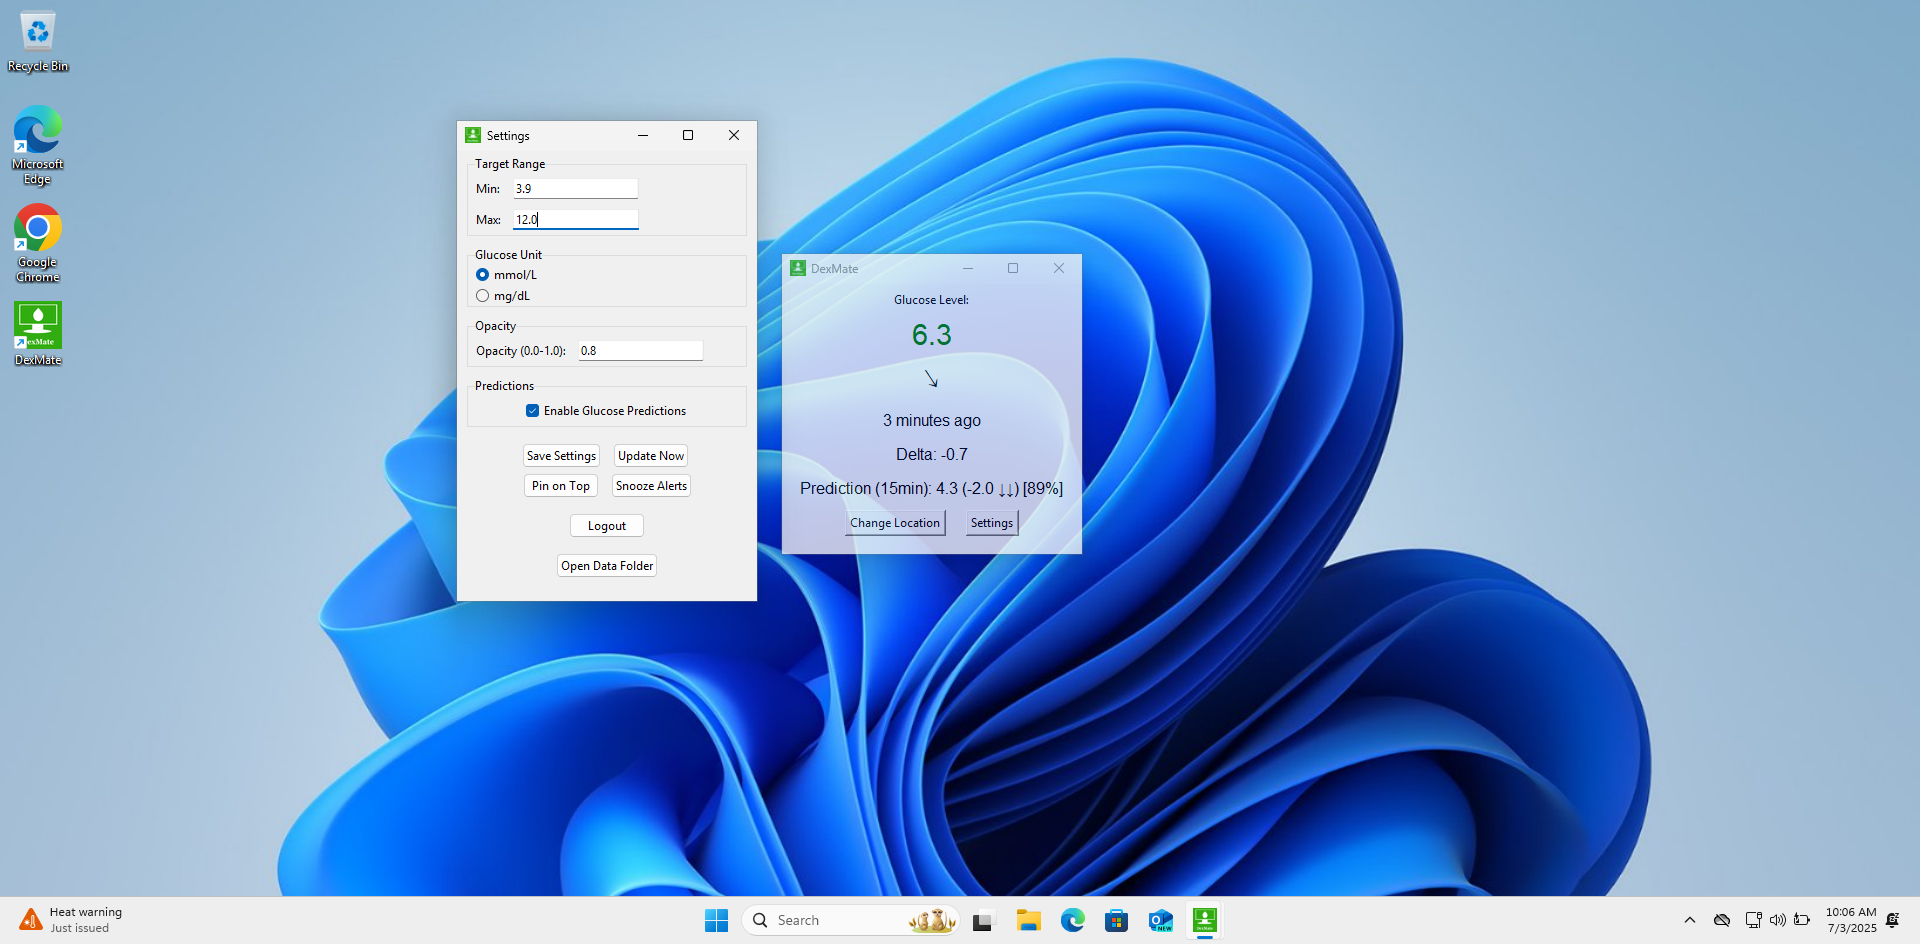 Recycle Bin
Microsoft
Edge
Google
Chrome
DexMate
DexMate
Settings
Target Range
Min: 3.9
Max: 12.0
Glucose Unit
mmol/L
mg/dL
Opacity
Opacity (0.0-1.0): 0.8
Predictions
Enable Glucose Predictions
Save Settings Update Now
Pin on Top Snooze Alerts
Logout
Open Data Folder
DexMate
Glucose Level:
6.3
↘
3 minutes ago
Delta: -0.7
Prediction (15min): 4.3 (-2.0 ↓↓) [89%]
Change Location Settings
Heat warning
Just issued
Search
NEW
DexMate
10:06 AM
7/3/2025